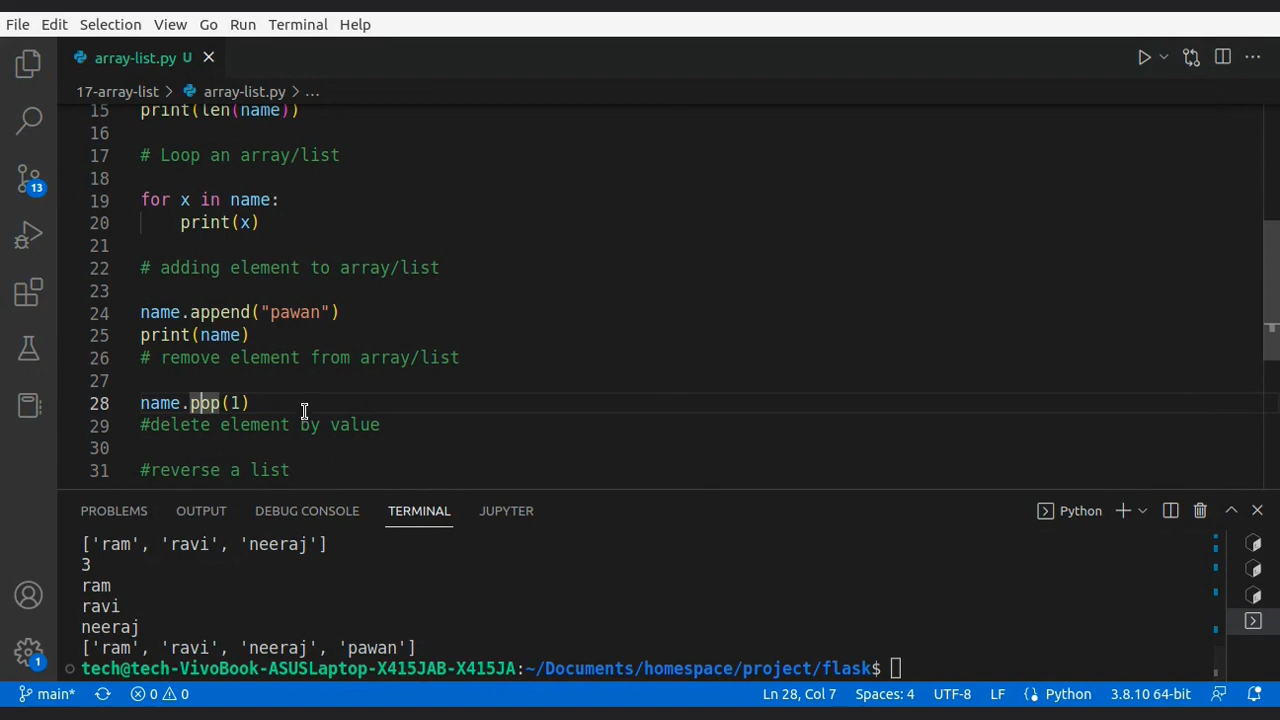 File Edit Selection View Go Run Terminal Help
array-list.py U
17-array-list > array-list.py > ...
15 print(len(name))
16
17 # Loop an array/list
18
19 for x in name:
20 print(x)
21
22 # adding element to array/list
23
24 name.append("pawan")
25 print(name)
26 # remove element from array/list
27
28 name.pop(1)
29 #delete element by value
30
31 #reverse a list
13
PROBLEMS OUTPUT DEBUG CONSOLE TERMINAL JUPYTER Python
['ram', 'ravi', 'neeraj']
3
ram
ravi
neeraj
['ram', 'ravi', 'neeraj', 'pawan']
tech@tech-VivoBook-ASUSLaptop-X415JAB-X415JA:~/Documents/homespace/project/flask$
1
main* 0 0 Ln 28, Col 7 Spaces: 4 UTF-8 LF Python 3.8.10 64-bit